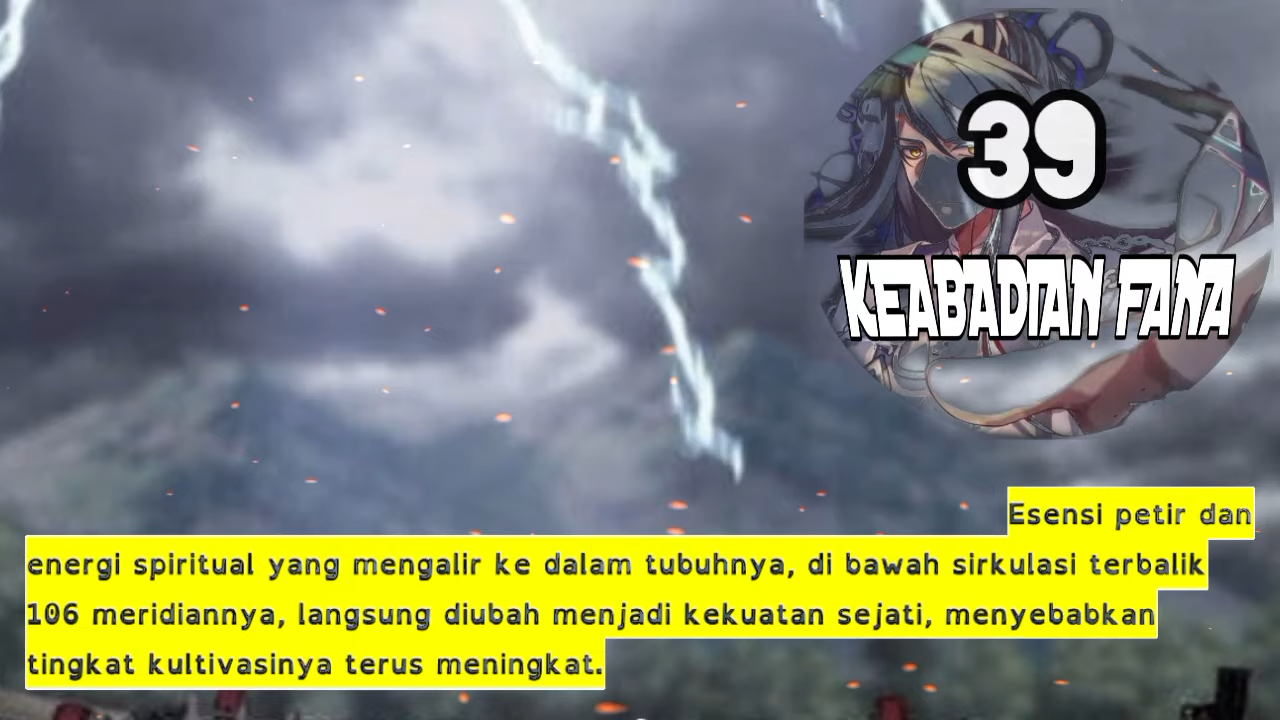 39
KEABADIAN FANA
Esensi petir dan
energi spiritual yang mengalir ke dalam tubuhnya, di bawah sirkulasi terbalik
106 meridiannya, langsung diubah menjadi kekuatan sejati, menyebabkan
tingkat kultivasinya terus meningkat.